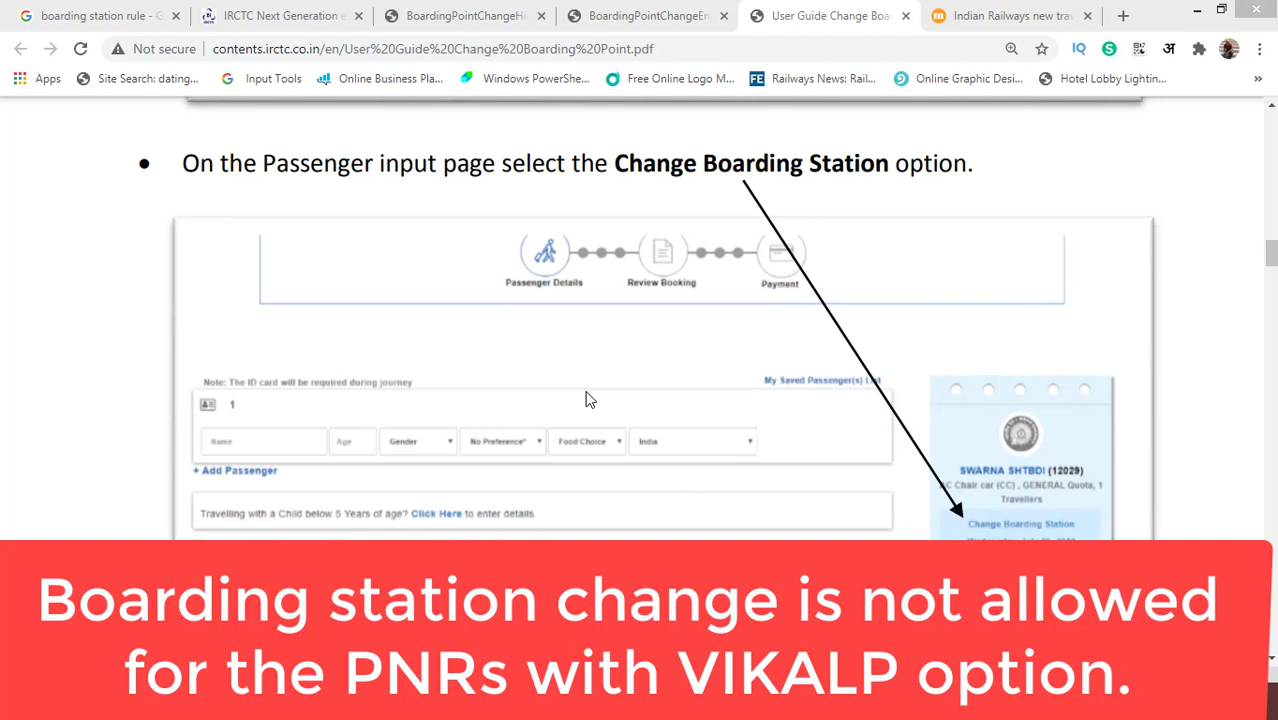 boarding station rule - G
IRCTC Next Generation e
BoardingPointChangeHi
BoardingPointChangeEn
User Guide Change Boa
Indian Railways new tra
Not secure
contents.irctc.co.in/en/User%20Guide%20Change%20Boarding%20Point.pdf
अ
Apps
Site Search: dating...
Input Tools
Online Business Pla...
Windows PowerShe...
Free Online Logo M...
Railways News: Rail...
Online Graphic Desi...
Hotel Lobby Lightin...
• On the Passenger input page select the Change Boarding Station option.
Passenger Details
Review Booking
Payment
Note: The ID card will be required during journey
My Saved Passenger(s) List
1
Name
Age
Gender
No Preference*
Food Choice
India
+ Add Passenger
Travelling with a Child below 5 Years of age? Click Here to enter details.
SWARNA SHTBDI (12029)
AC Chair car (CC) , GENERAL Quota, 1
Travellers
Change Boarding Station
Boarding station change is not allowed
for the PNRs with VIKALP option.